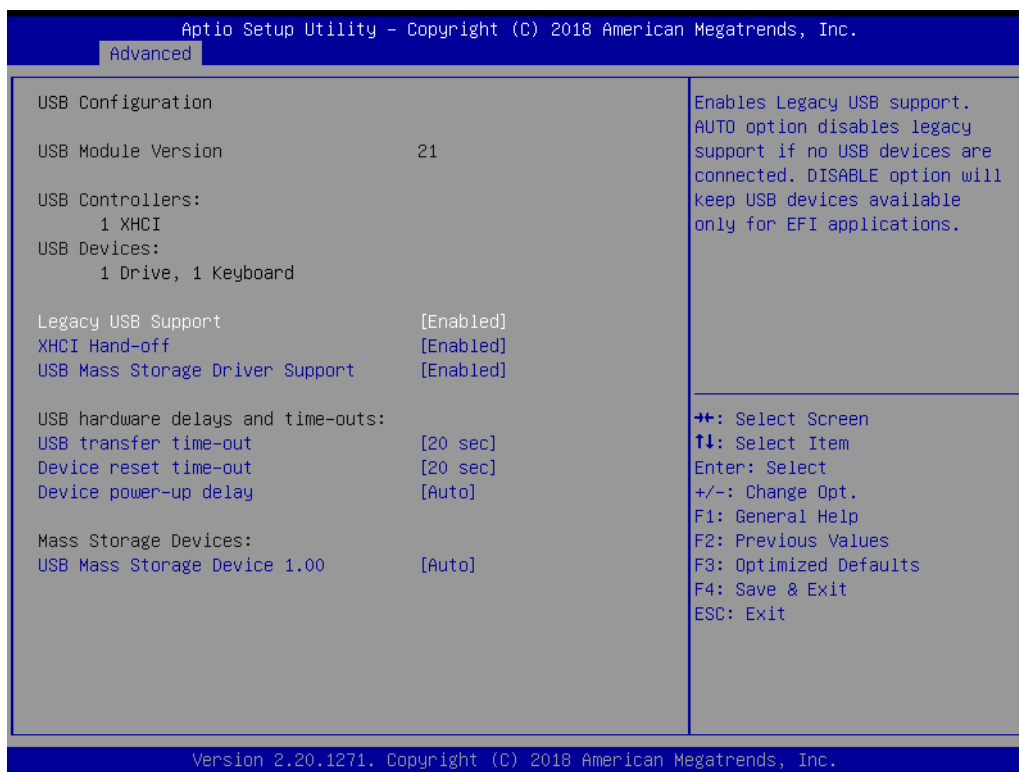 Aptio Setup Utility – Copyright (C) 2018 American Megatrends, Inc.
Advanced
USB Configuration
USB Module Version 21
USB Controllers:
1 XHCI
USB Devices:
1 Drive, 1 Keyboard
Legacy USB Support [Enabled]
XHCI Hand-off [Enabled]
USB Mass Storage Driver Support [Enabled]
USB hardware delays and time-outs:
USB transfer time-out [20 sec]
Device reset time-out [20 sec]
Device power-up delay [Auto]
Mass Storage Devices:
USB Mass Storage Device 1.00 [Auto]
Enables Legacy USB support.
AUTO option disables legacy
support if no USB devices are
connected. DISABLE option will
keep USB devices available
only for EFI applications.
→←: Select Screen
↑↓: Select Item
Enter: Select
+/-: Change Opt.
F1: General Help
F2: Previous Values
F3: Optimized Defaults
F4: Save & Exit
ESC: Exit
Version 2.20.1271. Copyright (C) 2018 American Megatrends, Inc.